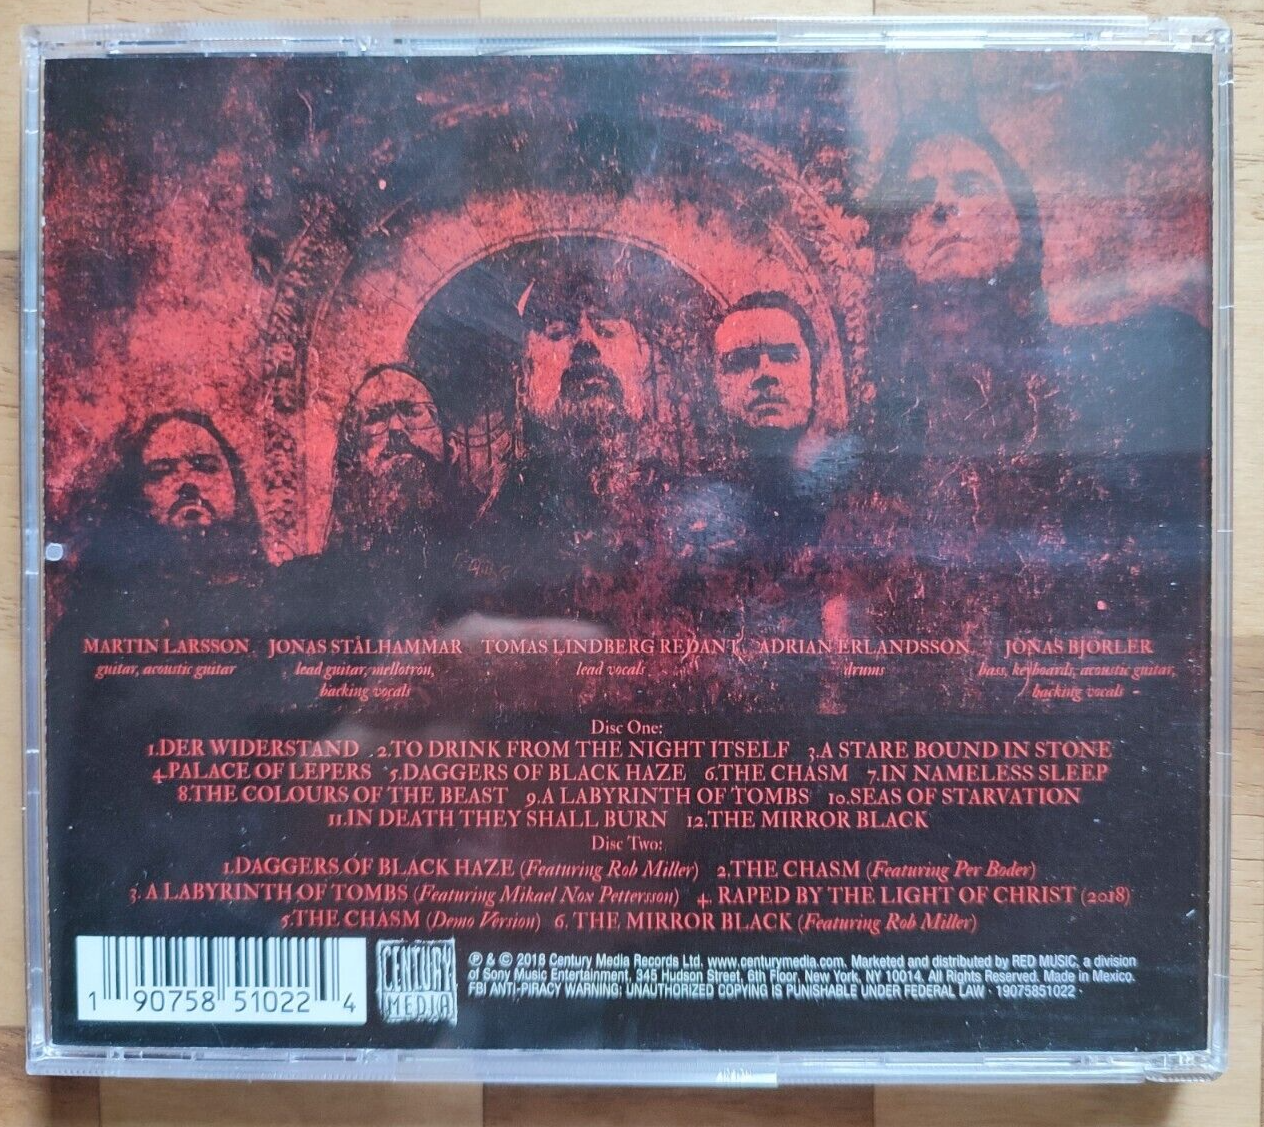 MARTIN LARSSON JONAS STÅLHAMMAR TOMAS LINDBERG REDANT ADRIAN ERLANDSSON JONAS BJÖRLER
guitar, acoustic guitar lead guitar, mellotron, lead vocals drums bass, keyboards, acoustic guitar,
backing vocals backing vocals
Disc One:
1.DER WIDERSTAND 2.TO DRINK FROM THE NIGHT ITSELF 3.A STARE BOUND IN STONE
4.PALACE OF LEPERS 5.DAGGERS OF BLACK HAZE 6.THE CHASM 7.IN NAMELESS SLEEP
8.THE COLOURS OF THE BEAST 9.A LABYRINTH OF TOMBS 10.SEAS OF STARVATION
11.IN DEATH THEY SHALL BURN 12.THE MIRROR BLACK
Disc Two:
1.DAGGERS OF BLACK HAZE (Featuring Rob Miller) 2.THE CHASM (Featuring Per Boder)
3. A LABYRINTH OF TOMBS (Featuring Mikael Nox Pettersson) 4. RAPED BY THE LIGHT OF CHRIST (2018)
5.THE CHASM (Demo Version) 6. THE MIRROR BLACK (Featuring Rob Miller)
1 90758 51022 4
CENTURY
MEDIA
℗ & © 2018 Century Media Records Ltd. www.centurymedia.com. Marketed and distributed by RED MUSIC, a division
of Sony Music Entertainment, 345 Hudson Street, 6th Floor, New York, NY 10014. All Rights Reserved. Made in Mexico.
FBI ANTI-PIRACY WARNING: UNAUTHORIZED COPYING IS PUNISHABLE UNDER FEDERAL LAW · 19075851022 ·